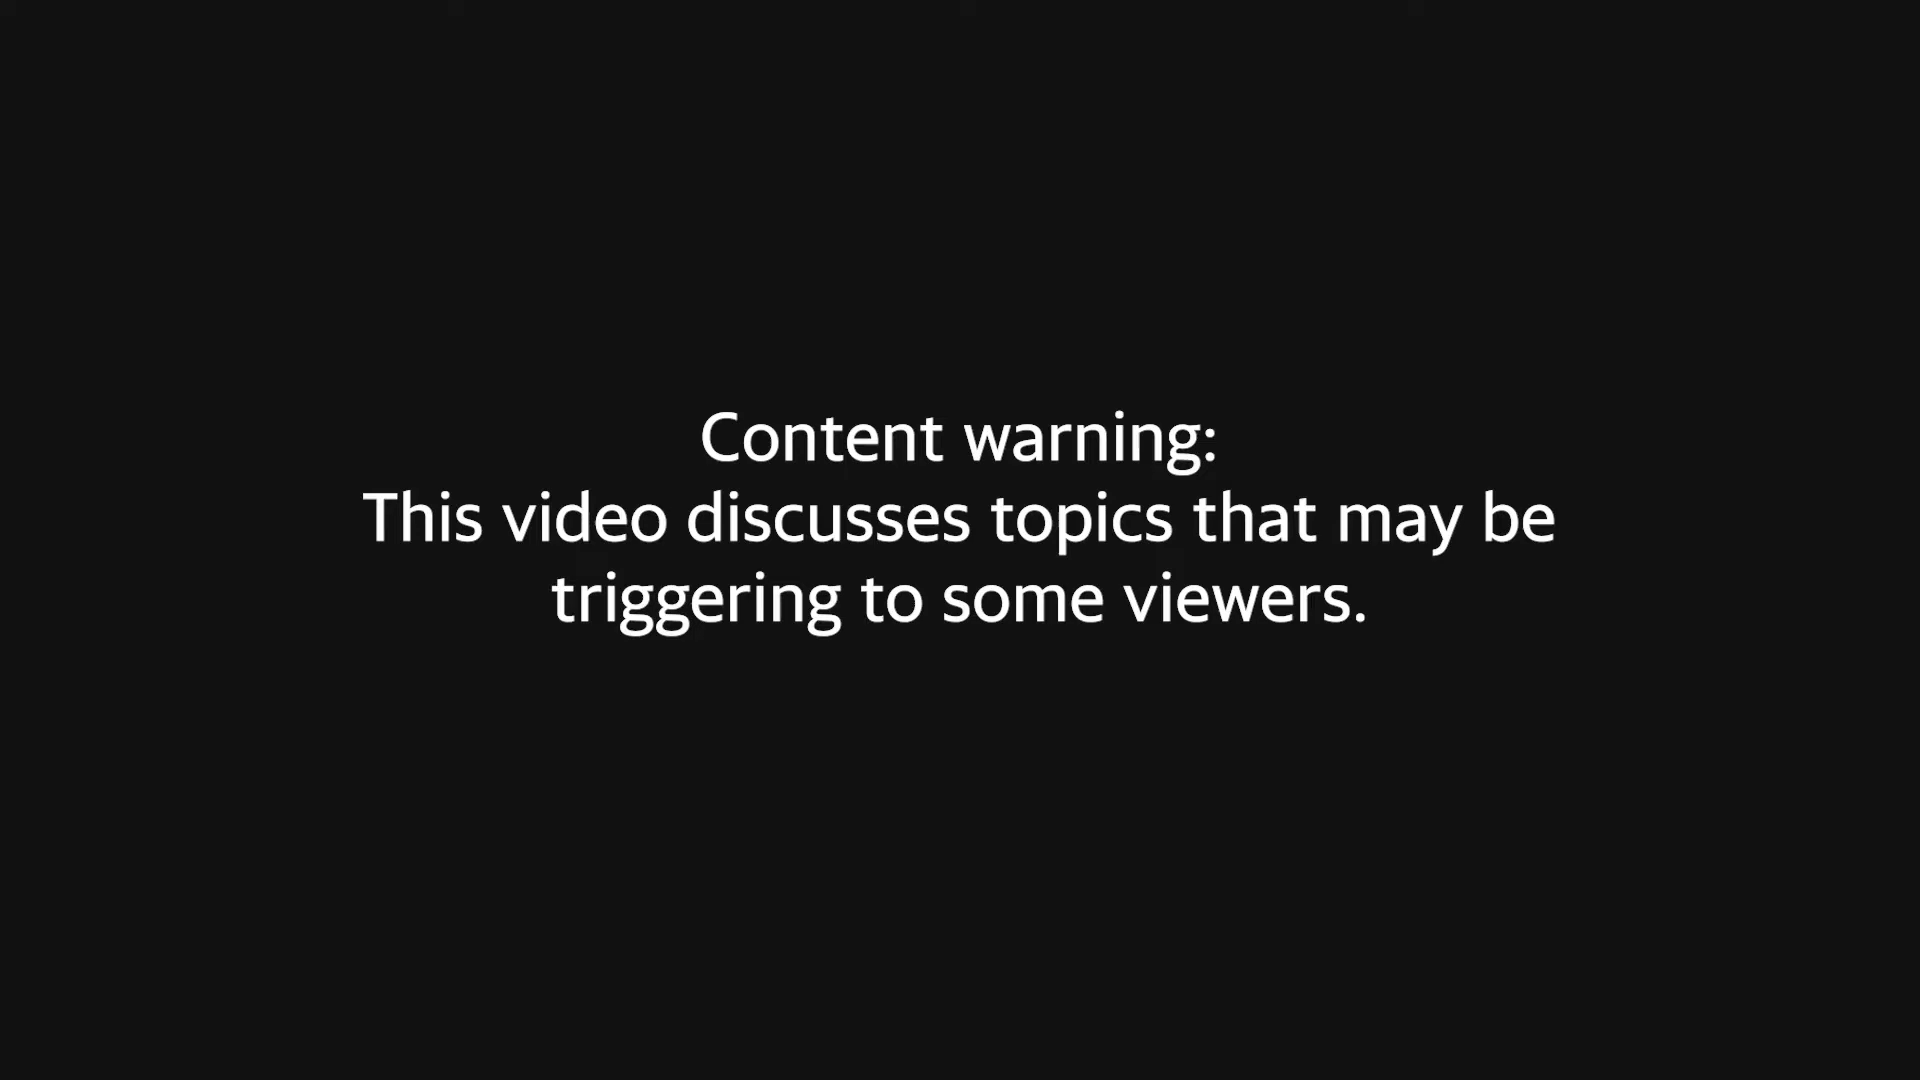 Content warning:
This video discusses topics that may be
triggering to some viewers.